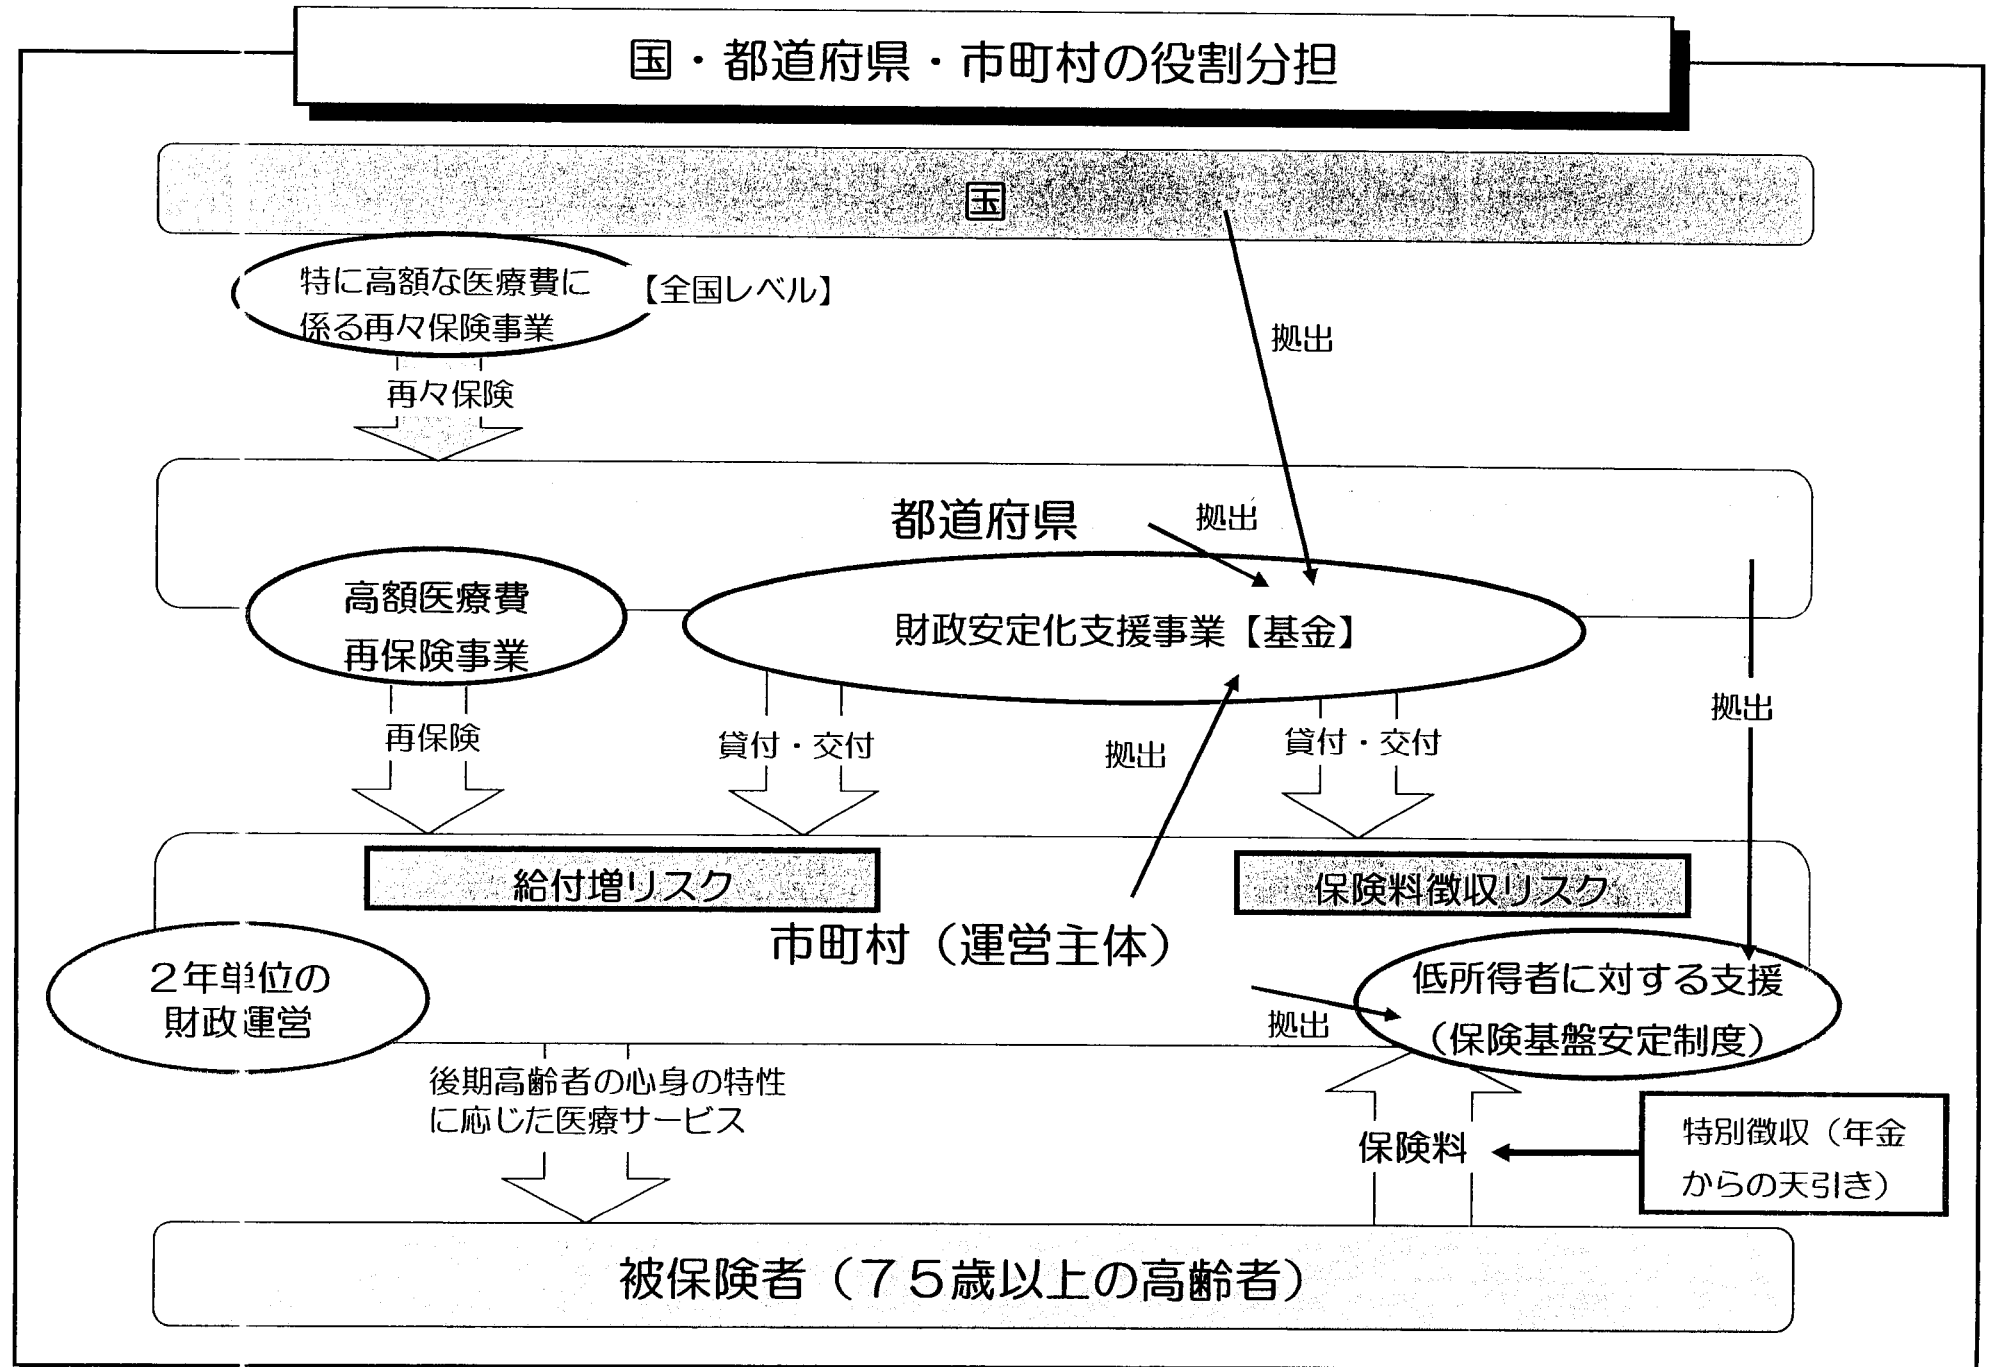 国・都道府県・市町村の役割分担
国
特に高額な医療費に
係る再々保険事業
【全国レベル】
拠出
再々保険
都道府県
拠出
高額医療費
再保険事業
財政安定化支援事業【基金】
拠出
再保険
貸付・交付
拠出
貸付・交付
給付増リスク
保険料徴収リスク
市町村（運営主体）
２年単位の
財政運営
低所得者に対する支援
（保険基盤安定制度）
拠出
後期高齢者の心身の特性
に応じた医療サービス
保険料
特別徴収（年金
からの天引き）
被保険者（７５歳以上の高齢者）